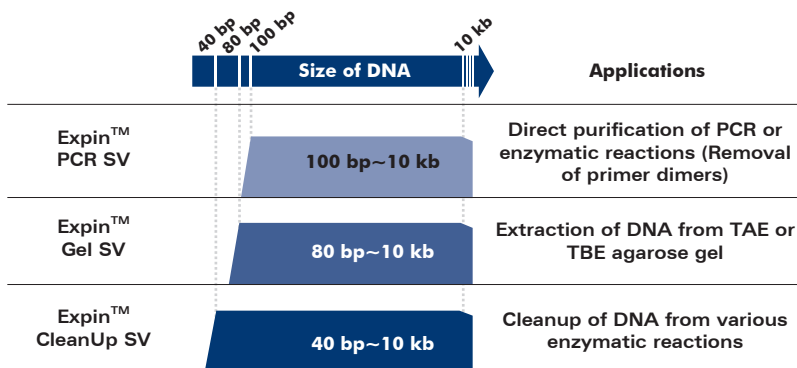 40 bp
80 bp
100 bp
10 kb
Size of DNA
Applications
Expin™
PCR SV
100 bp~10 kb
Direct purification of PCR or
enzymatic reactions (Removal
of primer dimers)
Expin™
Gel SV
80 bp~10 kb
Extraction of DNA from TAE or
TBE agarose gel
Expin™
CleanUp SV
40 bp~10 kb
Cleanup of DNA from various
enzymatic reactions